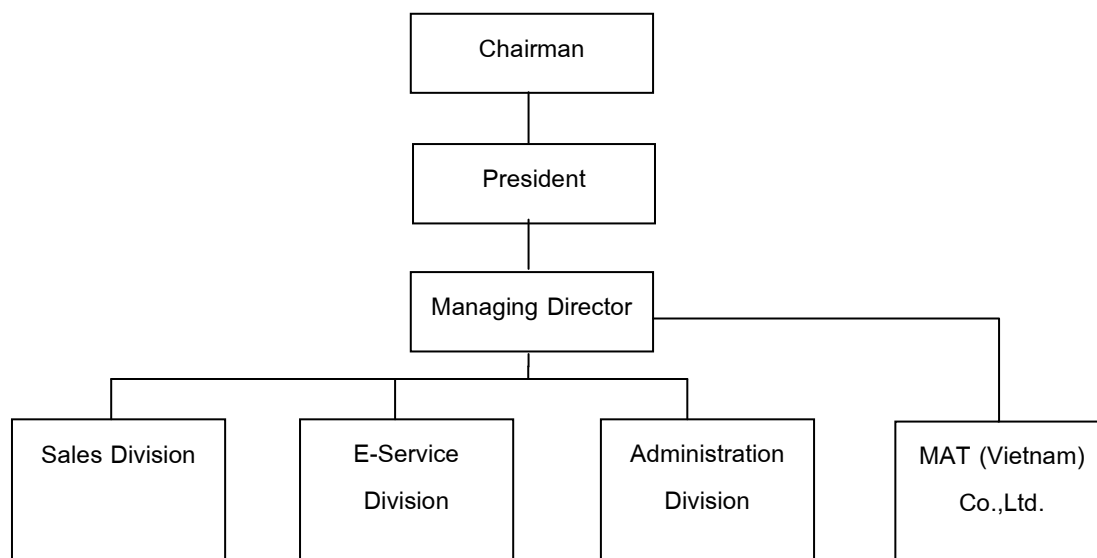 Chairman
President
Managing Director
Sales Division
E-Service
Division
Administration
Division
MAT (Vietnam)
Co.,Ltd.